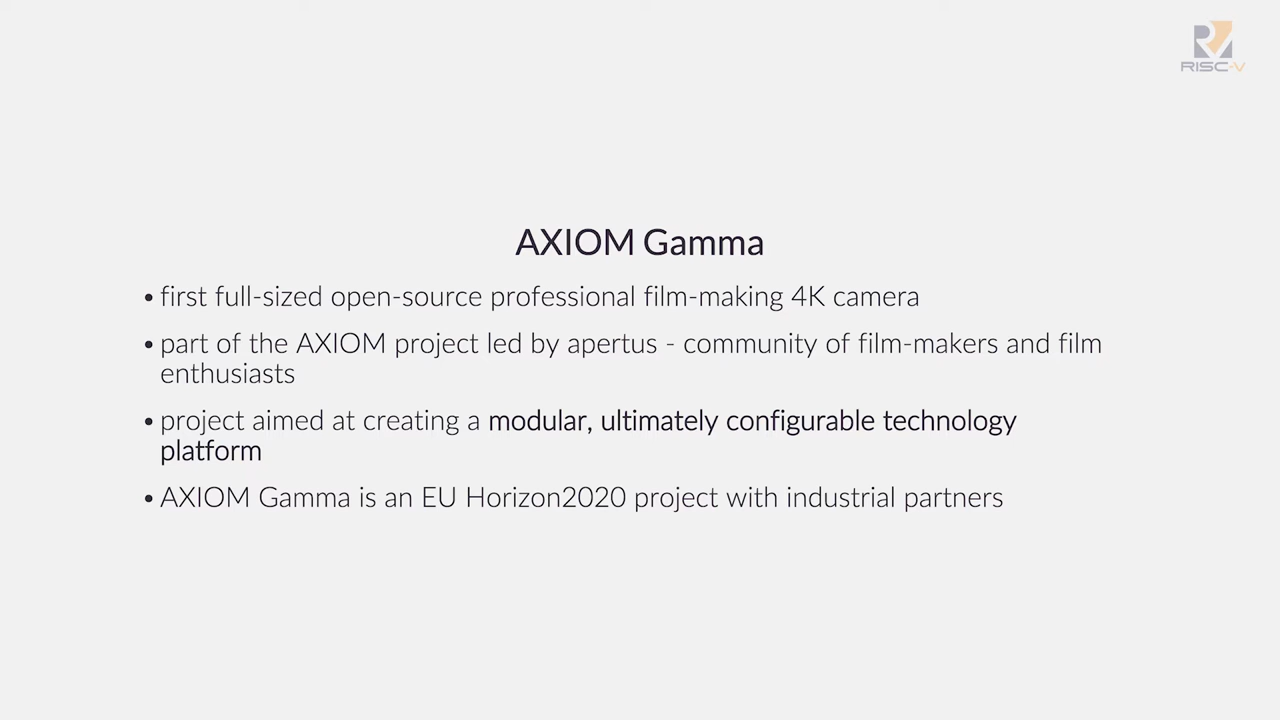 RISC-V
AXIOM Gamma
• first full-sized open-source professional film-making 4K camera
• part of the AXIOM project led by apertus - community of film-makers and film
enthusiasts
• project aimed at creating a modular, ultimately configurable technology
platform
• AXIOM Gamma is an EU Horizon2020 project with industrial partners